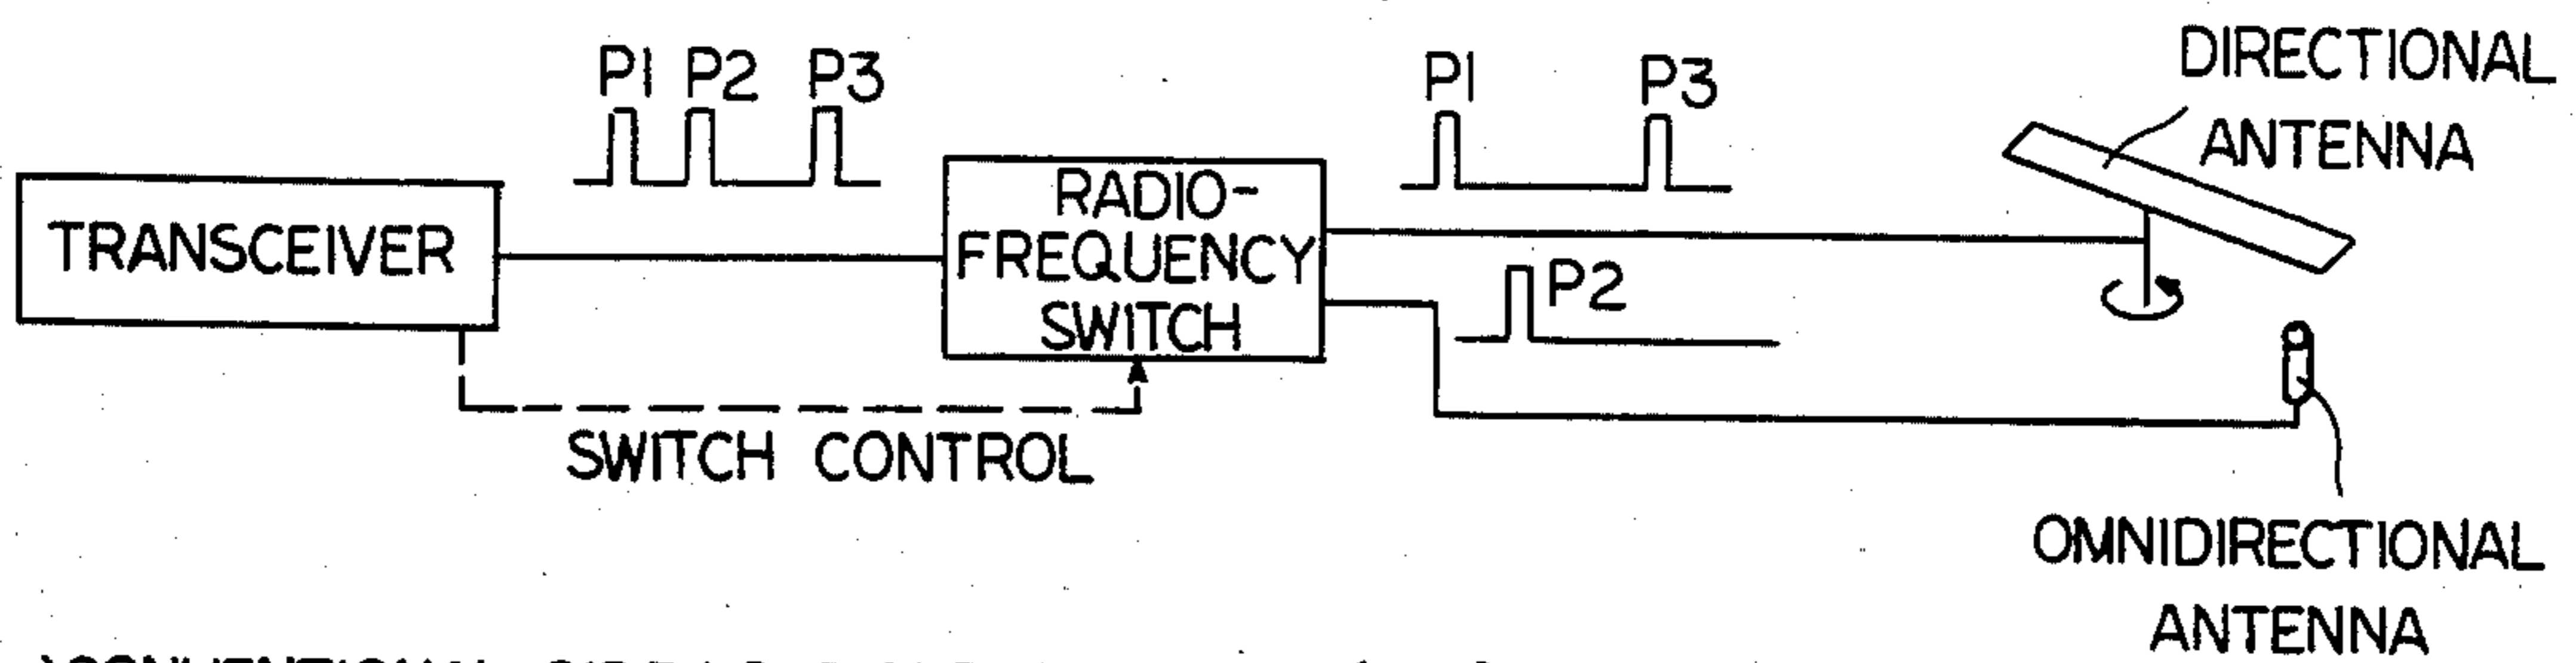 P1 P2 P3
P1 P3
DIRECTIONAL
ANTENNA
TRANSCEIVER
RADIO-
FREQUENCY
SWITCH
P2
SWITCH CONTROL
OMNIDIRECTIONAL
ANTENNA